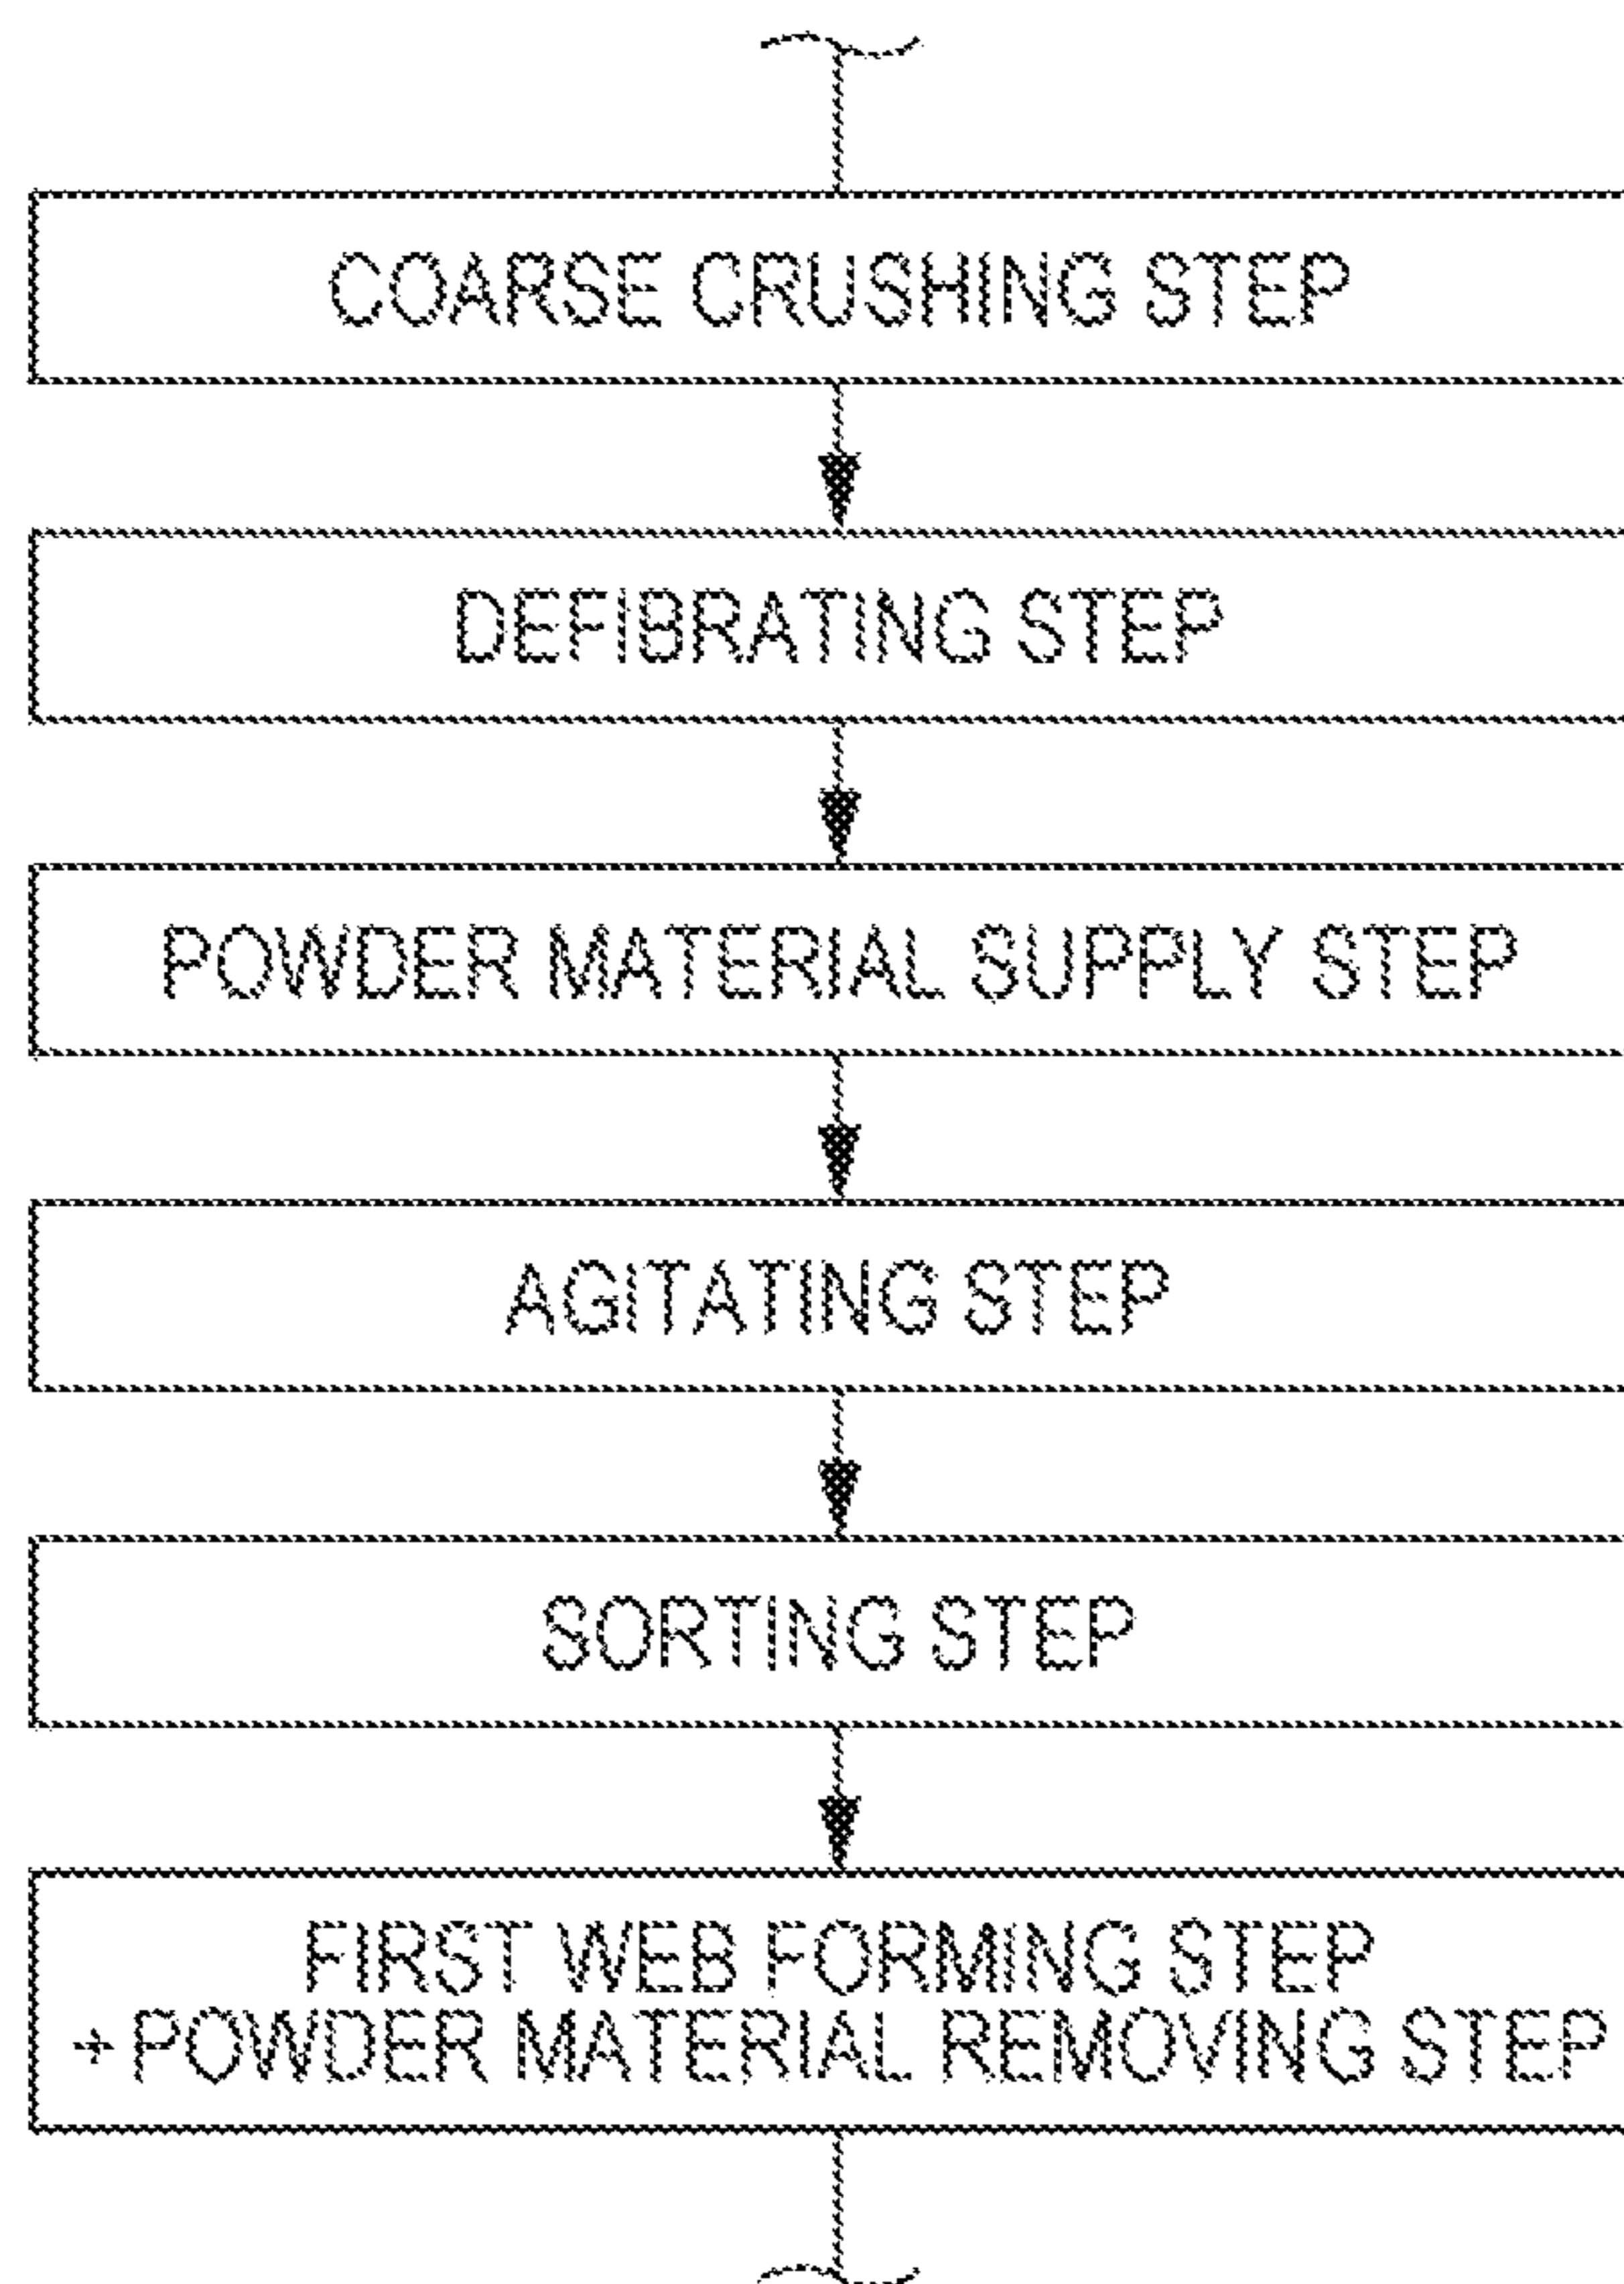 COARSE CRUSHING STEP
DEFIBRATING STEP
POWDER MATERIAL SUPPLY STEP
AGITATING STEP
SORTING STEP
FIRST WEB FORMING STEP
+ POWDER MATERIAL REMOVING STEP